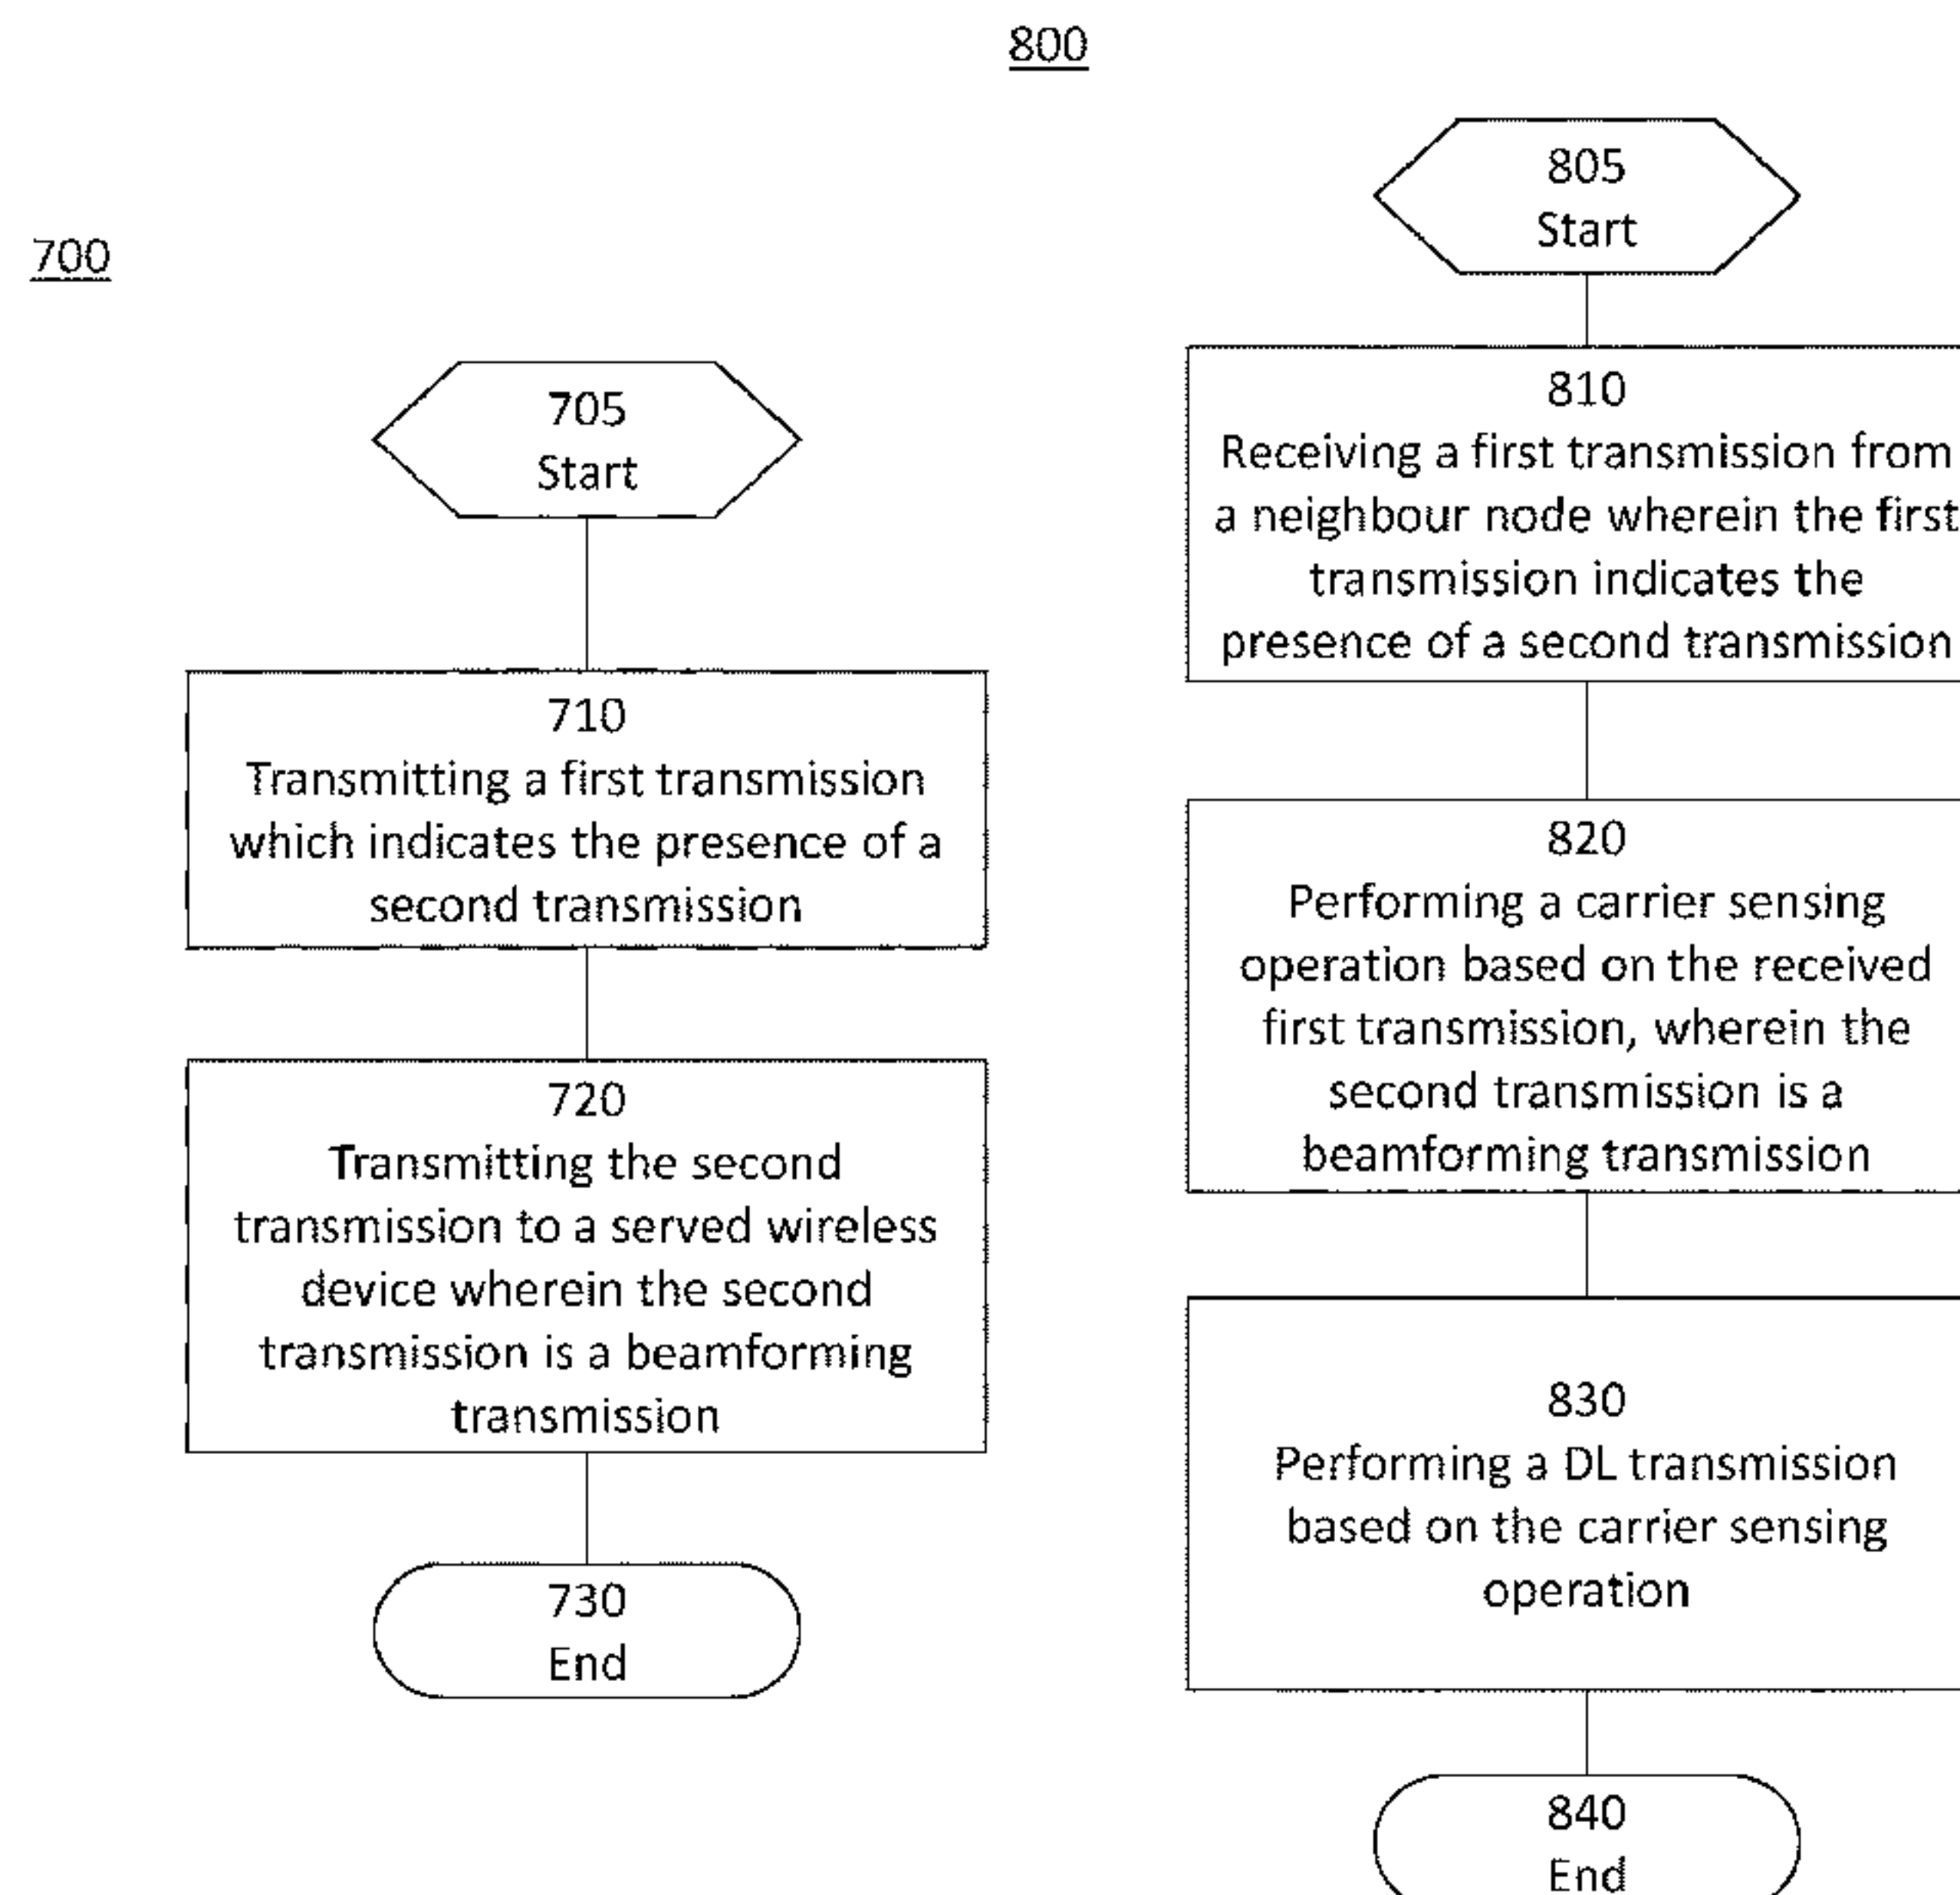 700
705
Start
710
Transmitting a first transmission
which indicates the presence of a
second transmission
720
Transmitting the second
transmission to a served wireless
device wherein the second
transmission is a beamforming
transmission
730
End
800
805
Start
810
Receiving a first transmission from
a neighbour node wherein the first
transmission indicates the
presence of a second transmission
820
Performing a carrier sensing
operation based on the received
first transmission, wherein the
second transmission is a
beamforming transmission
830
Performing a DL transmission
based on the carrier sensing
operation
840
End